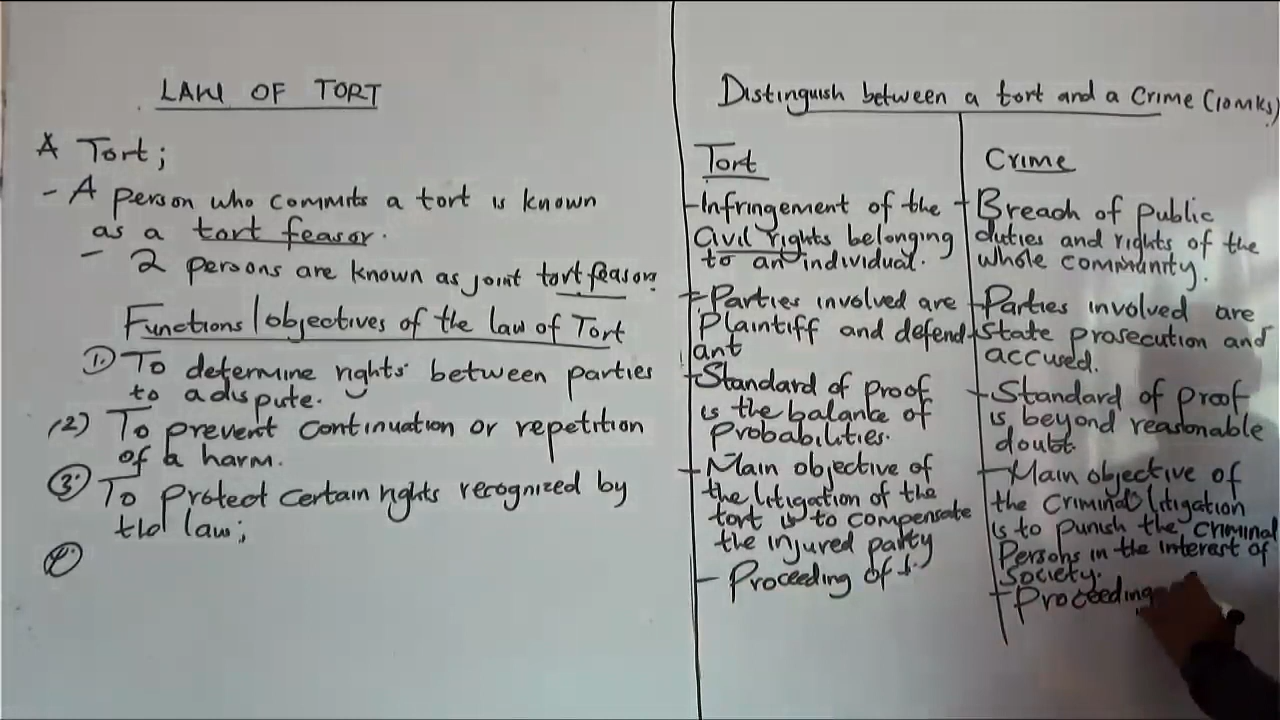 LAW OF TORT
A Tort;
- A person who commits a tort is known
as a tort feasor.
- 2 persons are known as joint tort feasors
Functions/objectives of the law of Tort
1. To determine rights between parties
to a dispute.
(2) To prevent continuation or repetition
of a harm.
3. To protect certain rights recognized by
the law;
4.
Distinguish between a tort and a crime (10mks)
Tort
- Infringement of the
civil rights belonging
to an individual.
- Parties involved are
Plaintiff and defend-
ant
- Standard of proof
is the balance of
probabilities.
- Main objective of
the litigation of the
tort is to compensate
the injured party
- Proceeding of
Crime
- Breach of public
duties and rights of the
whole community.
- Parties involved are
State prosecution and
accused.
- Standard of proof
is beyond reasonable
doubt.
- Main objective of
the criminal litigation
is to punish the criminal
persons in the interest of
society.
- Proceeding